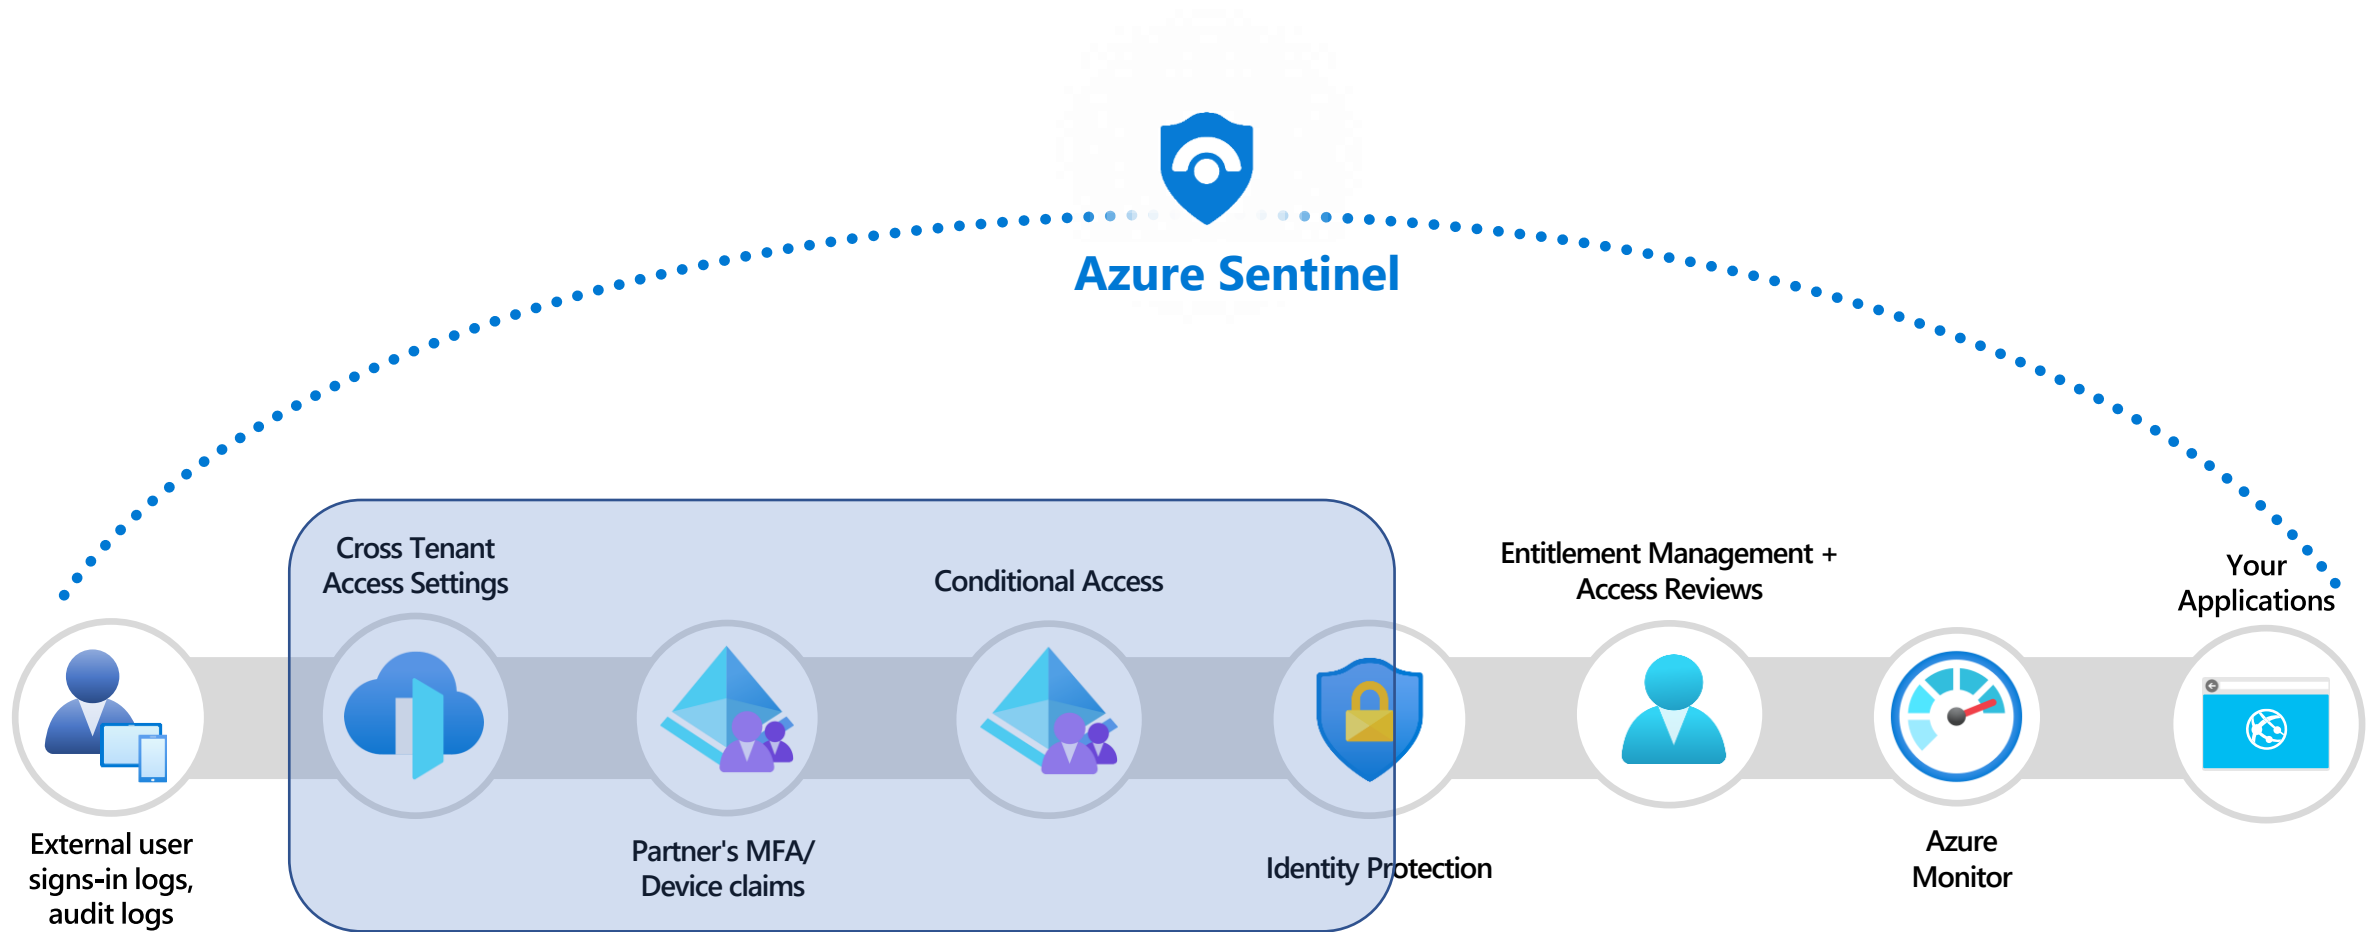 Azure Sentinel
Cross Tenant
Access Settings
Conditional Access
Entitlement Management +
Access Reviews
Your
Applications
External user
signs-in logs,
audit logs
Partner's MFA/
Device claims
Identity Protection
Azure
Monitor